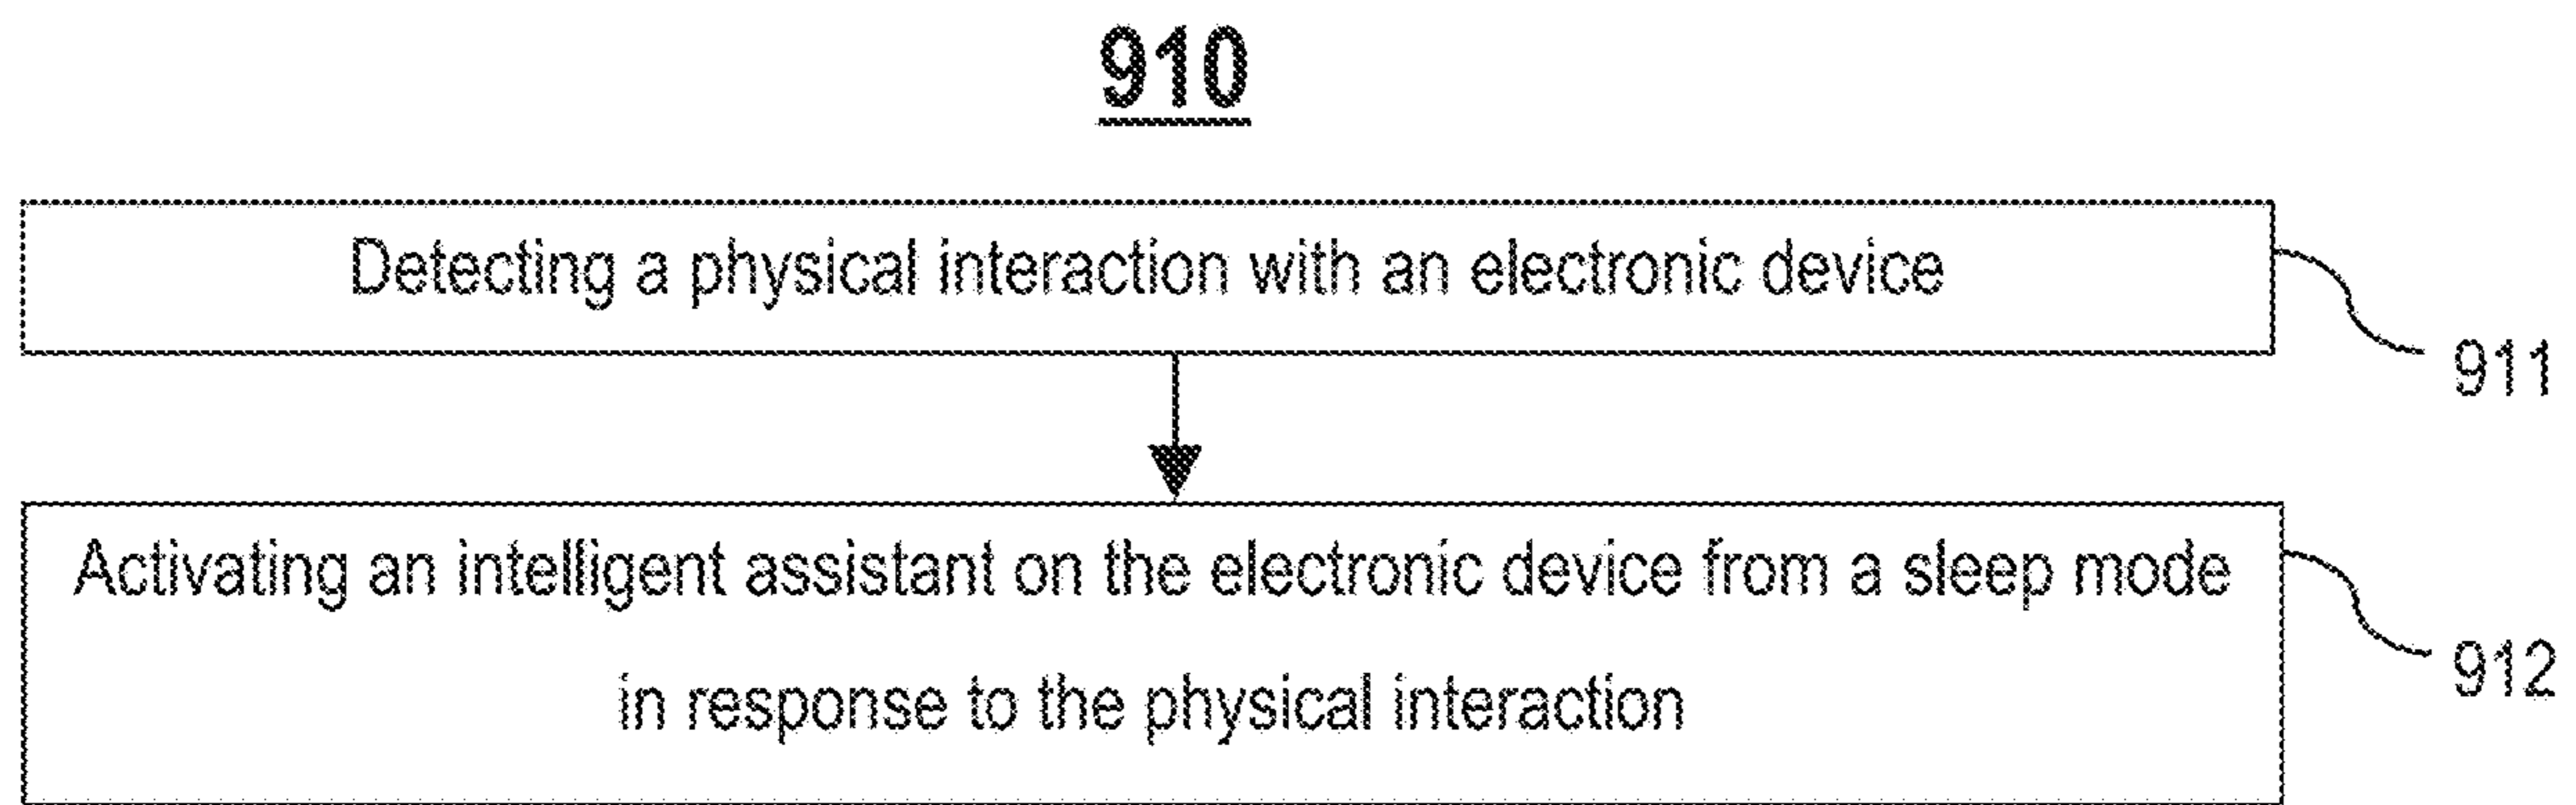 910
Detecting a physical interaction with an electronic device
911
Activating an intelligent assistant on the electronic device from a sleep mode
in response to the physical interaction
912